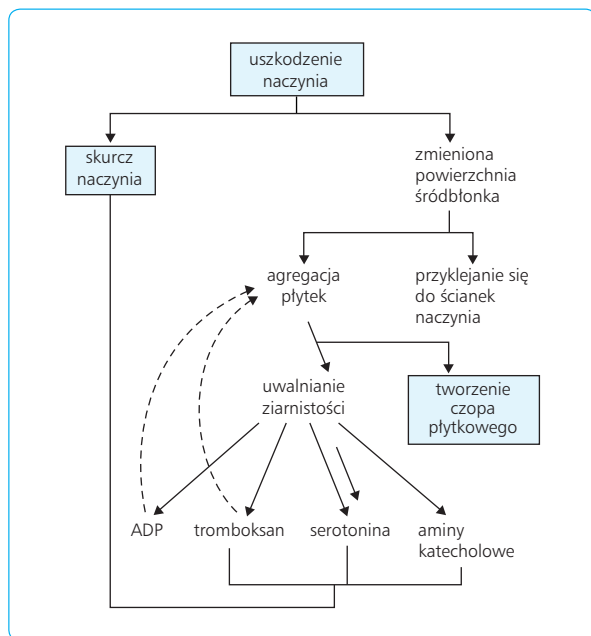 uszkodzenie
naczynia
skurcz
naczynia
zmieniona
powierzchnia
śródbłonka
agregacja
płytek
przyklejanie się
do ścianek
naczynia
uwalnianie
ziarnistości
tworzenie
czopa
płytkowego
ADP
tromboksan
serotonina
aminy
katecholowe